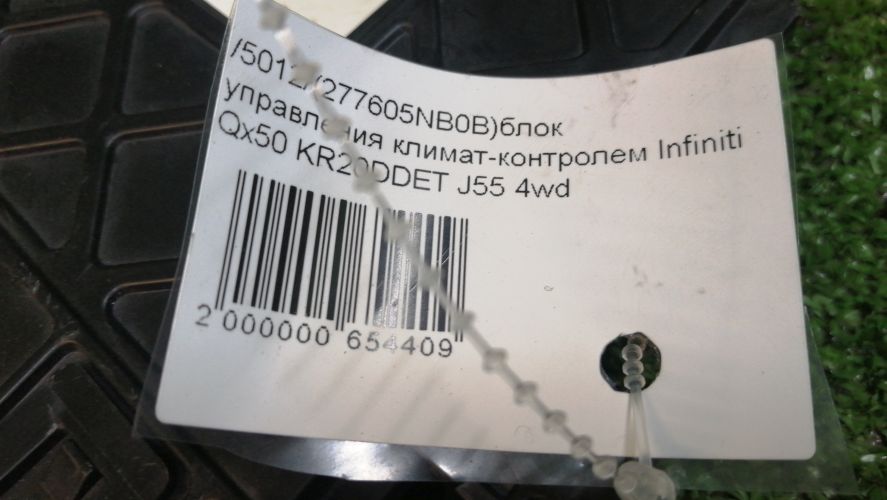 /5012/(277605NB0B)блок
управления климат-контролем Infiniti
Qx50 KR20DDET J55 4wd
2 000000 654409